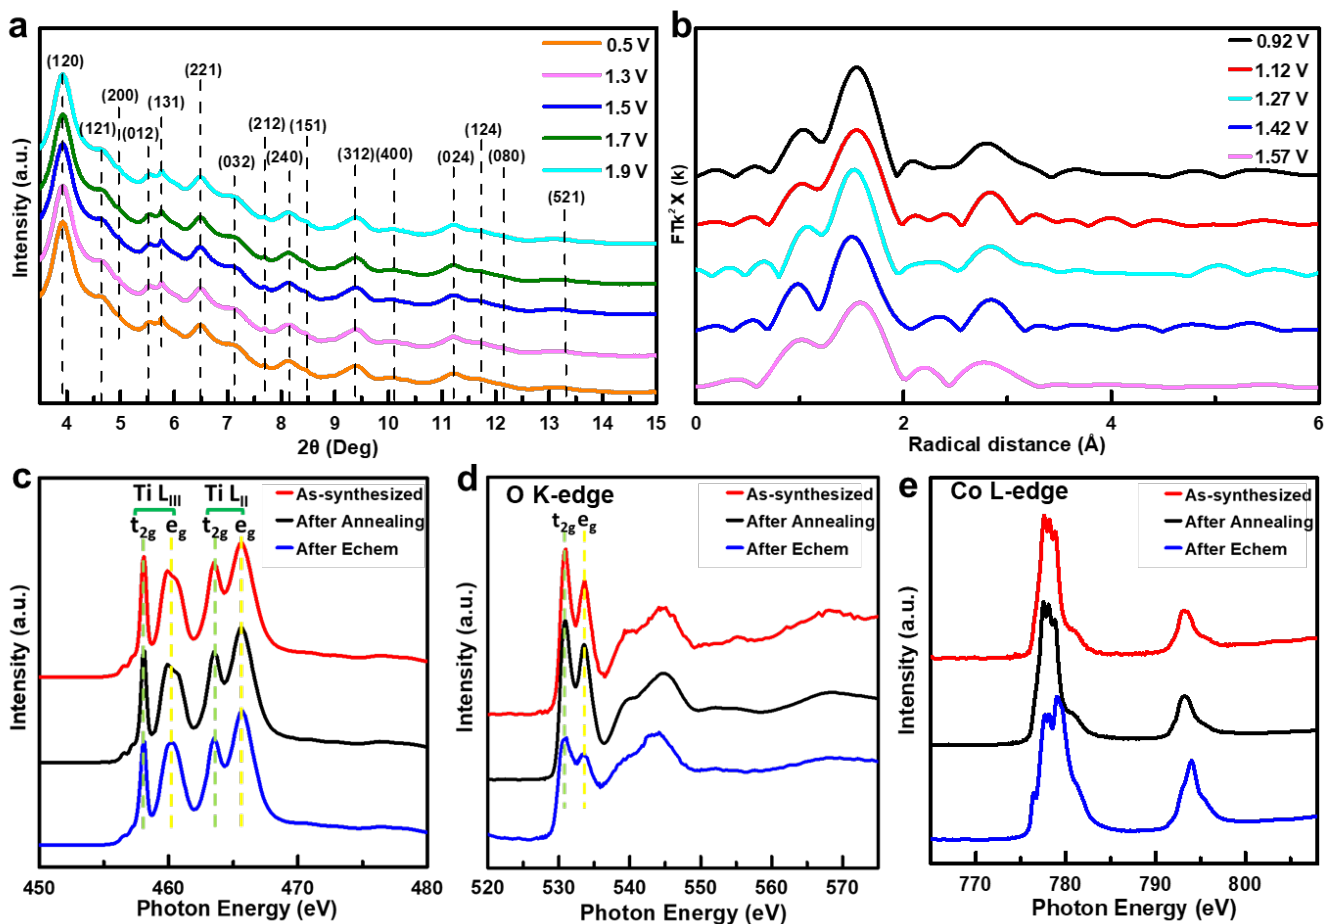 a
Intensity (a.u.)
(120)
(121)
(200)
(012)
(131)
(221)
(032)
(212)
(240)
(151)
(312)
(400)
(024)
(124)
(080)
(521)
0.5 V
1.3 V
1.5 V
1.7 V
1.9 V
4 5 6 7 8 9 10 11 12 13 14 15
2θ (Deg)
b
FTk² X (k)
0.92 V
1.12 V
1.27 V
1.42 V
1.57 V
0 2 4 6
Radical distance (Å)
c
Intensity (a.u.)
Ti LIII Ti LII
t2g eg t2g eg
As-synthesized
After Annealing
After Echem
450 460 470 480
Photon Energy (eV)
d
O K-edge
Intensity (a.u.)
t2g eg
As-synthesized
After Annealing
After Echem
520 530 540 550 560 570
Photon Energy (eV)
e
Co L-edge
Intensity (a.u.)
As-synthesized
After Annealing
After Echem
770 780 790 800
Photon Energy (eV)